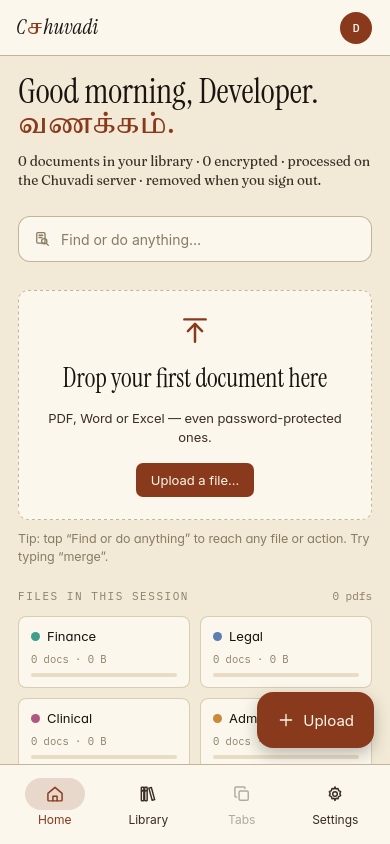 Cசhuvadi
D
Good morning, Developer.
வணக்கம்.
0 documents in your library · 0 encrypted · processed on
the Chuvadi server · removed when you sign out.
Find or do anything...
Drop your first document here
PDF, Word or Excel — even password-protected
ones.
Upload a file...
Tip: tap “Find or do anything” to reach any file or action. Try
typing “merge”.
FILES IN THIS SESSION 0 pdfs
Finance Legal
0 docs · 0 B 0 docs · 0 B
Clinical
0 docs · 0 B 0 docs
Upload
Home Library Tabs Settings